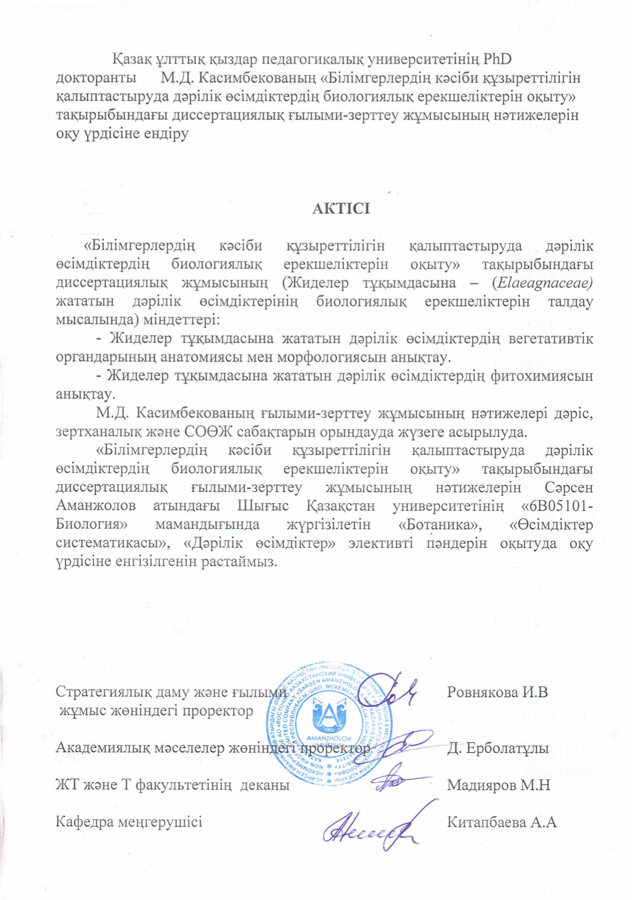 Қазақ ұлттық қыздар педагогикалық университетінің PhD
докторанты М.Д. Касимбекованың «Білімгерлердің кәсіби құзыреттілігін
қалыптастыруда дәрілік өсімдіктердің биологиялық ерекшеліктерін оқыту»
тақырыбындағы диссертациялық ғылыми-зерттеу жұмысының нәтижелерін
оқу үрдісіне ендіру
АКТІСІ
«Білімгерлердің кәсіби құзыреттілігін қалыптастыруда дәрілік
өсімдіктердің биологиялық ерекшеліктерін оқыту» тақырыбындағы
диссертациялық жұмысының (Жиделер тұқымдасына – (Elaeagnaceae)
жататын дәрілік өсімдіктерінің биологиялық ерекшеліктерін талдау
мысалында) міндеттері:
- Жиделер тұқымдасына жататын дәрілік өсімдіктердің вегетативтік
органдарының анатомиясы мен морфологиясын анықтау.
- Жиделер тұқымдасына жататын дәрілік өсімдіктердің фитохимиясын
анықтау.
М.Д. Касимбекованың ғылыми-зерттеу жұмысының нәтижелері дәріс,
зертханалық және СОӨЖ сабақтарын орындауда жүзеге асырылуда.
«Білімгерлердің кәсіби құзыреттілігін қалыптастыруда дәрілік
өсімдіктердің биологиялық ерекшеліктерін оқыту» тақырыбындағы
диссертациялық ғылыми-зерттеу жұмысының нәтижелерін Сәрсен
Аманжолов атындағы Шығыс Қазақстан университетінің «6В05101-
Биология» мамандығында жүргізілетін «Ботаника», «Өсімдіктер
систематикасы», «Дәрілік өсімдіктер» элективті пәндерін оқытуда оқу
үрдісіне енгізілгенін растаймыз.
Стратегиялық даму және ғылыми Ровнякова И.В
жұмыс жөніндегі проректор
AMANZHOLOV
Академиялық мәселелер жөніндегі проректор Д. Ерболатұлы
ЖТ және Т факультетінің деканы Мадияров М.Н
Кафедра меңгерушісі Китапбаева А.А